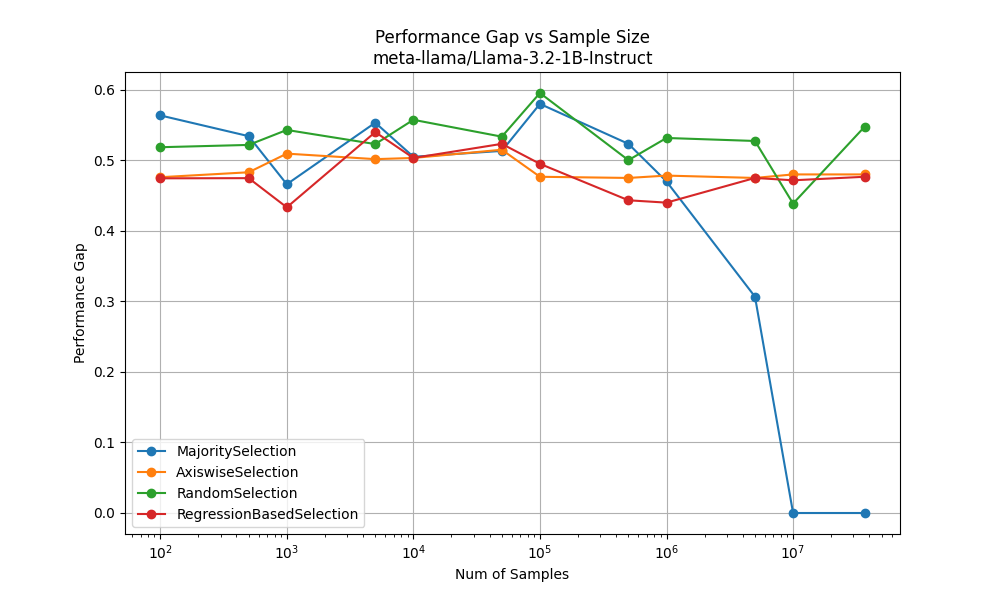 Performance Gap vs Sample Size
meta-llama/Llama-3.2-1B-Instruct
Performance Gap
0.6
0.5
0.4
0.3
0.2
0.1
0.0
MajoritySelection
AxiswiseSelection
RandomSelection
RegressionBasedSelection
10² 10³ 10⁴ 10⁵ 10⁶ 10⁷
Num of Samples